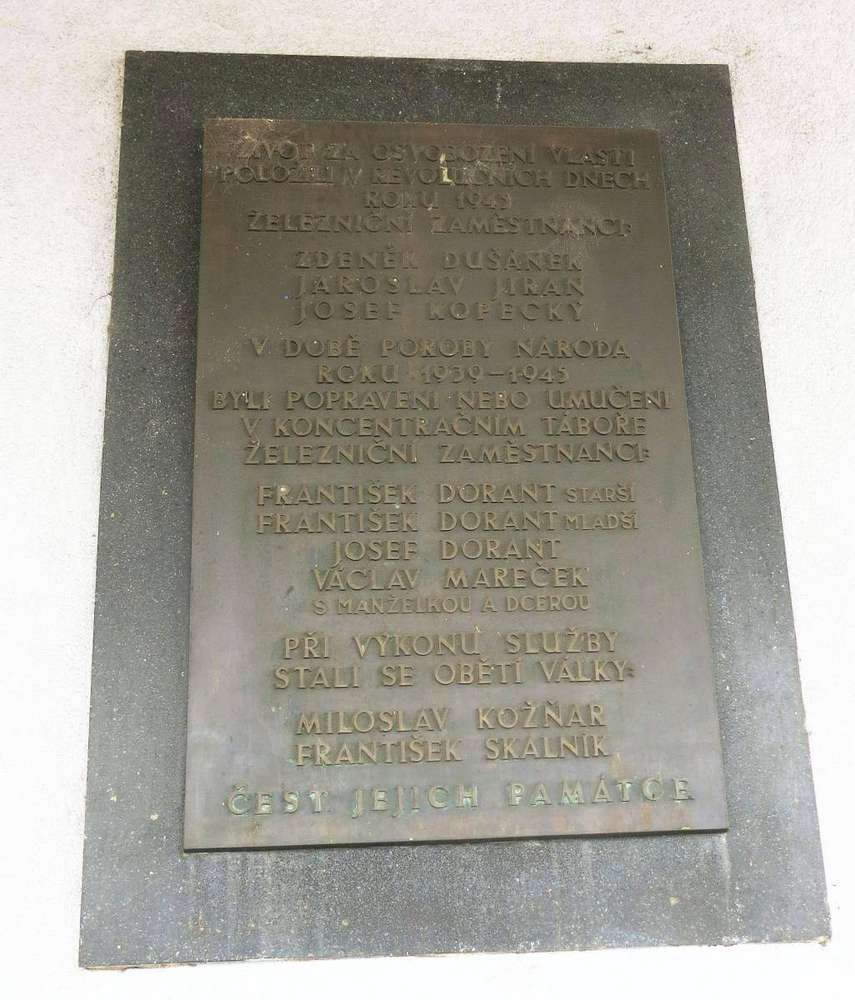 ŽIVOT ZA OSVOBOZENÍ VLASTI
POLOŽILI V REVOLUČNÍCH DNECH
ROKU 1945
ŽELEZNIČNÍ ZAMĚSTNANCI:
ZDENĚK DUŠÁNEK
JAROSLAV JIRAN
JOSEF KOPECKÝ
V DOBĚ POROBY NÁRODA
ROKU 1939-1945
BYLI POPRAVENI NEBO UMUČENI
V KONCENTRAČNÍM TÁBOŘE
ŽELEZNIČNÍ ZAMĚSTNANCI:
FRANTIŠEK DORANT STARŠÍ
FRANTIŠEK DORANT MLADŠÍ
JOSEF DORANT
VÁCLAV MAREČEK
S MANŽELKOU A DCEROU
PŘI VÝKONU SLUŽBY
STALI SE OBĚTÍ VÁLKY:
MILOSLAV KOŽŇAR
FRANTIŠEK SKALNÍK
ČEST JEJICH PAMÁTCE